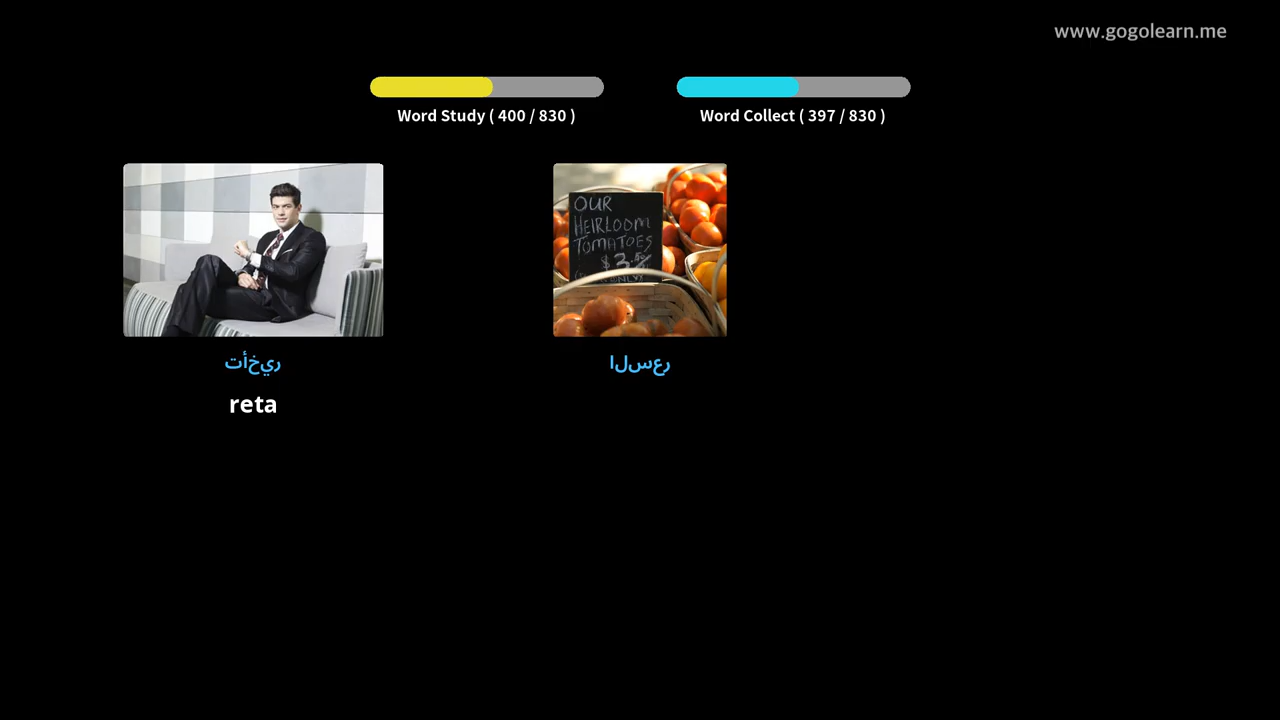 www.gogolearn.me
Word Study ( 400 / 830 )
Word Collect ( 397 / 830 )
OUR
HEIRLOOM
TOMATOES
تأخير
السعر
reta